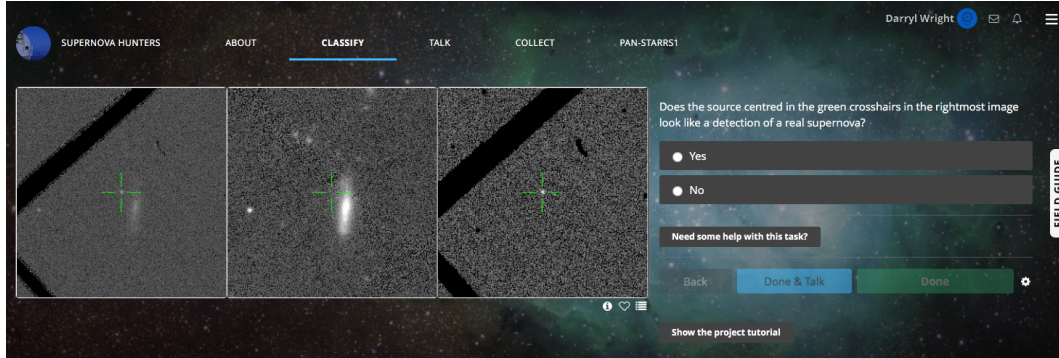 Darryl Wright
SUPERNOVA HUNTERS ABOUT CLASSIFY TALK COLLECT PAN-STARRS1
Does the source centred in the green crosshairs in the rightmost image
look like a detection of a real supernova?
Yes
No
FIELD GUIDE
Need some help with this task?
Back Done & Talk Done
Show the project tutorial